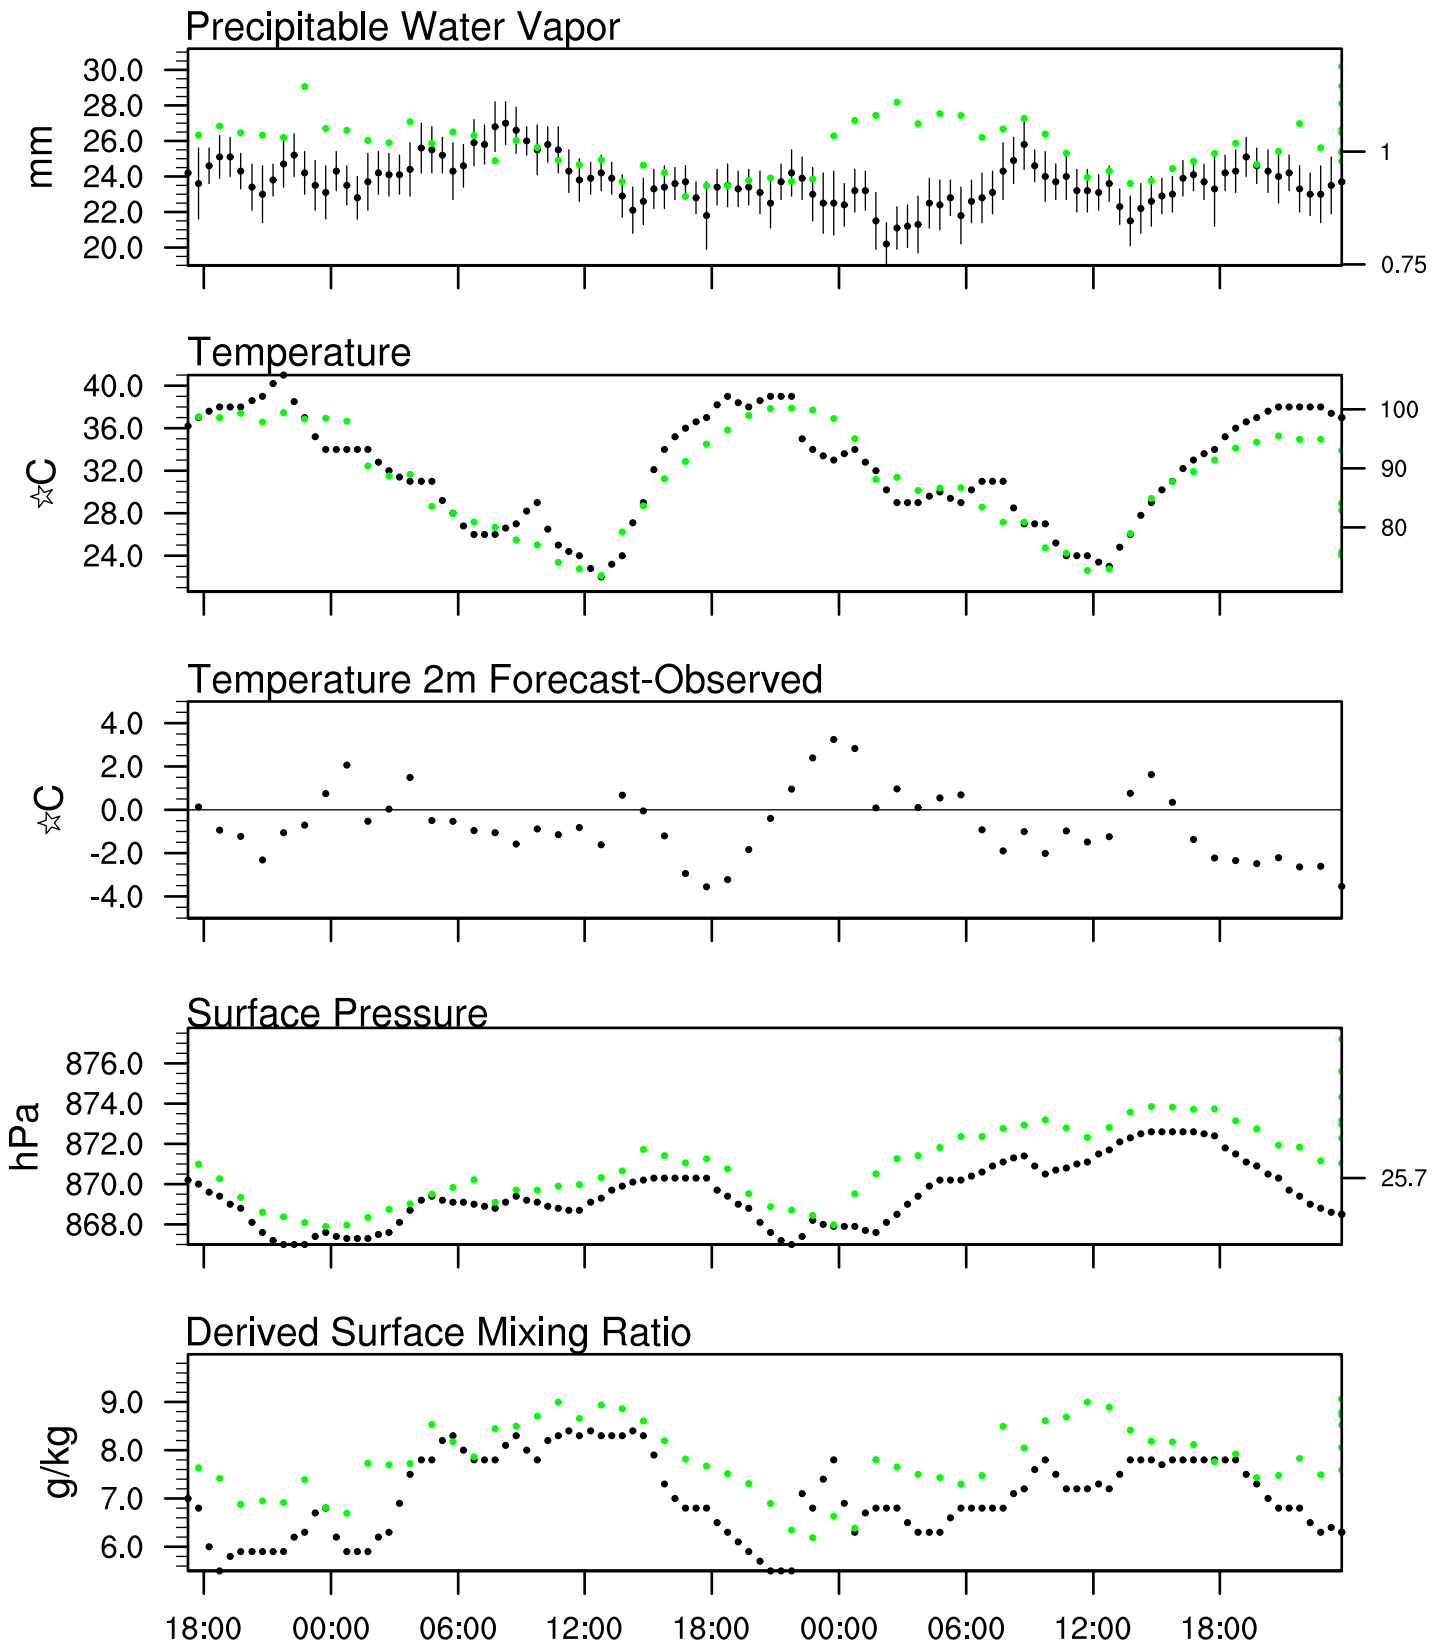 Precipitable Water Vapor
30.0
28.0
26.0
24.0
22.0
20.0
mm
1
0.75
Temperature
40.0
36.0
32.0
28.0
24.0
☆C
100
90
80
Temperature 2m Forecast-Observed
4.0
2.0
0.0
-2.0
-4.0
☆C
Surface Pressure
876.0
874.0
872.0
870.0
868.0
hPa
25.7
Derived Surface Mixing Ratio
9.0
8.0
7.0
6.0
g/kg
18:00 00:00 06:00 12:00 18:00 00:00 06:00 12:00 18:00